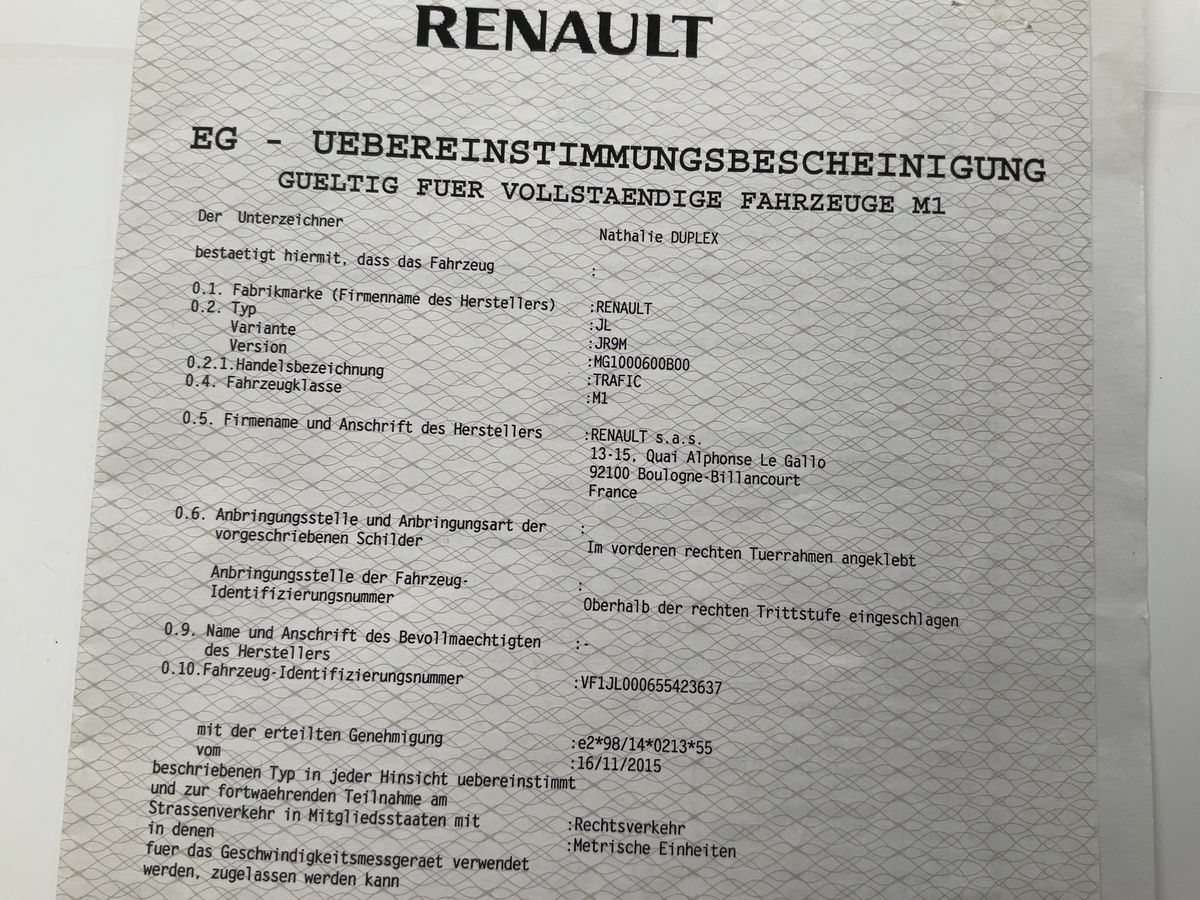 RENAULT
EG - UEBEREINSTIMMUNGSBESCHEINIGUNG
GUELTIG FUER VOLLSTAENDIGE FAHRZEUGE M1
Der Unterzeichner Nathalie DUPLEX
bestaetigt hiermit, dass das Fahrzeug :
0.1. Fabrikmarke (Firmenname des Herstellers) :RENAULT
0.2. Typ :JL
Variante :JR9M
Version :MG1000600B00
0.2.1.Handelsbezeichnung :TRAFIC
0.4. Fahrzeugklasse :M1
0.5. Firmename und Anschrift des Herstellers :RENAULT s.a.s.
13-15, Quai Alphonse Le Gallo
92100 Boulogne-Billancourt
France
0.6. Anbringungsstelle und Anbringungsart der :
vorgeschriebenen Schilder Im vorderen rechten Tuerrahmen angeklebt
Anbringungsstelle der Fahrzeug- :
Identifizierungsnummer Oberhalb der rechten Trittstufe eingeschlagen
0.9. Name und Anschrift des Bevollmaechtigten :-
des Herstellers
0.10.Fahrzeug-Identifizierungsnummer :VF1JL000655423637
mit der erteilten Genehmigung :e2*98/14*0213*55
vom :16/11/2015
beschriebenen Typ in jeder Hinsicht uebereinstimmt
und zur fortwaehrenden Teilnahme am
Strassenverkehr in Mitgliedsstaaten mit :Rechtsverkehr
in denen :Metrische Einheiten
fuer das Geschwindigkeitsmessgeraet verwendet
werden, zugelassen werden kann